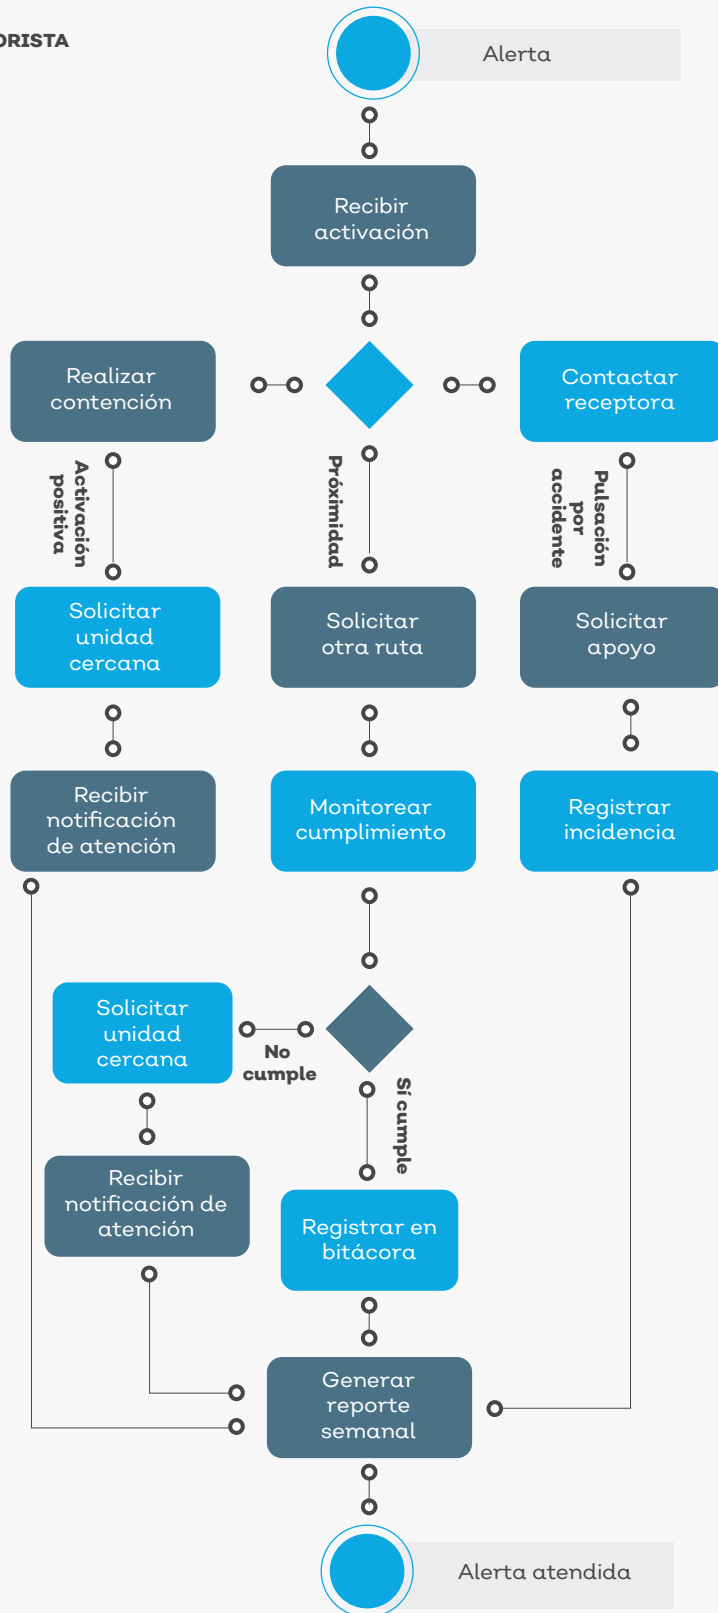 ORISTA
Alerta
Recibir
activación
Realizar
contención
Contactar
receptora
Activación
positiva
Próximidad
Pulsación
por
accidente
Solicitar
unidad
cercana
Solicitar
otra ruta
Solicitar
apoyo
Recibir
notificación
de atención
Monitorear
cumplimiento
Registrar
incidencia
Solicitar
unidad
cercana
No
cumple
Sí cumple
Recibir
notificación de
atención
Registrar en
bitácora
Generar
reporte
semanal
Alerta atendida